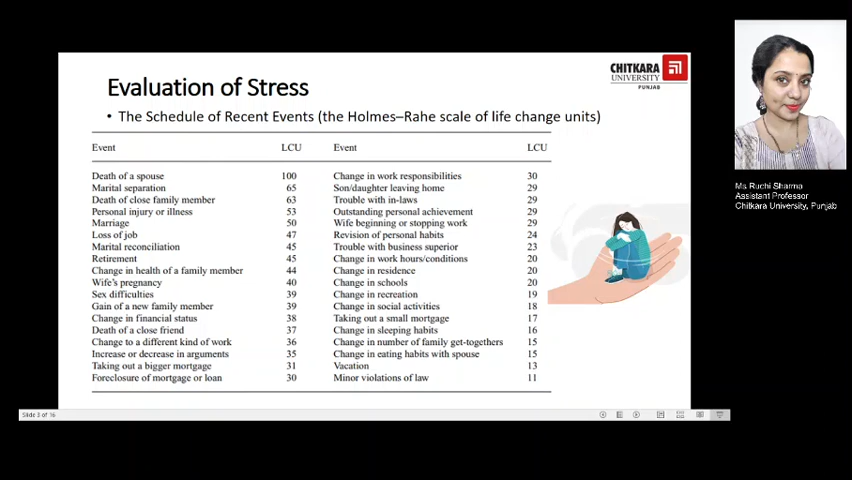 Evaluation of Stress
CHITKARA
UNIVERSITY
PUNJAB
• The Schedule of Recent Events (the Holmes–Rahe scale of life change units)
Event LCU Event LCU
Death of a spouse 100 Change in work responsibilities 30
Marital separation 65 Son/daughter leaving home 29
Death of close family member 63 Trouble with in-laws 29
Personal injury or illness 53 Outstanding personal achievement 29
Marriage 50 Wife beginning or stopping work 29
Loss of job 47 Revision of personal habits 24
Marital reconciliation 45 Trouble with business superior 23
Retirement 45 Change in work hours/conditions 20
Change in health of a family member 44 Change in residence 20
Wife's pregnancy 40 Change in schools 20
Sex difficulties 39 Change in recreation 19
Gain of a new family member 39 Change in social activities 18
Change in financial status 38 Taking out a small mortgage 17
Death of a close friend 37 Change in sleeping habits 16
Change to a different kind of work 36 Change in number of family get-togethers 15
Increase or decrease in arguments 35 Change in eating habits with spouse 15
Taking out a bigger mortgage 31 Vacation 13
Foreclosure of mortgage or loan 30 Minor violations of law 11
Slide 3 of 16
Ms Ruchi Sharma
Assistant Professor
Chitkara University, Punjab